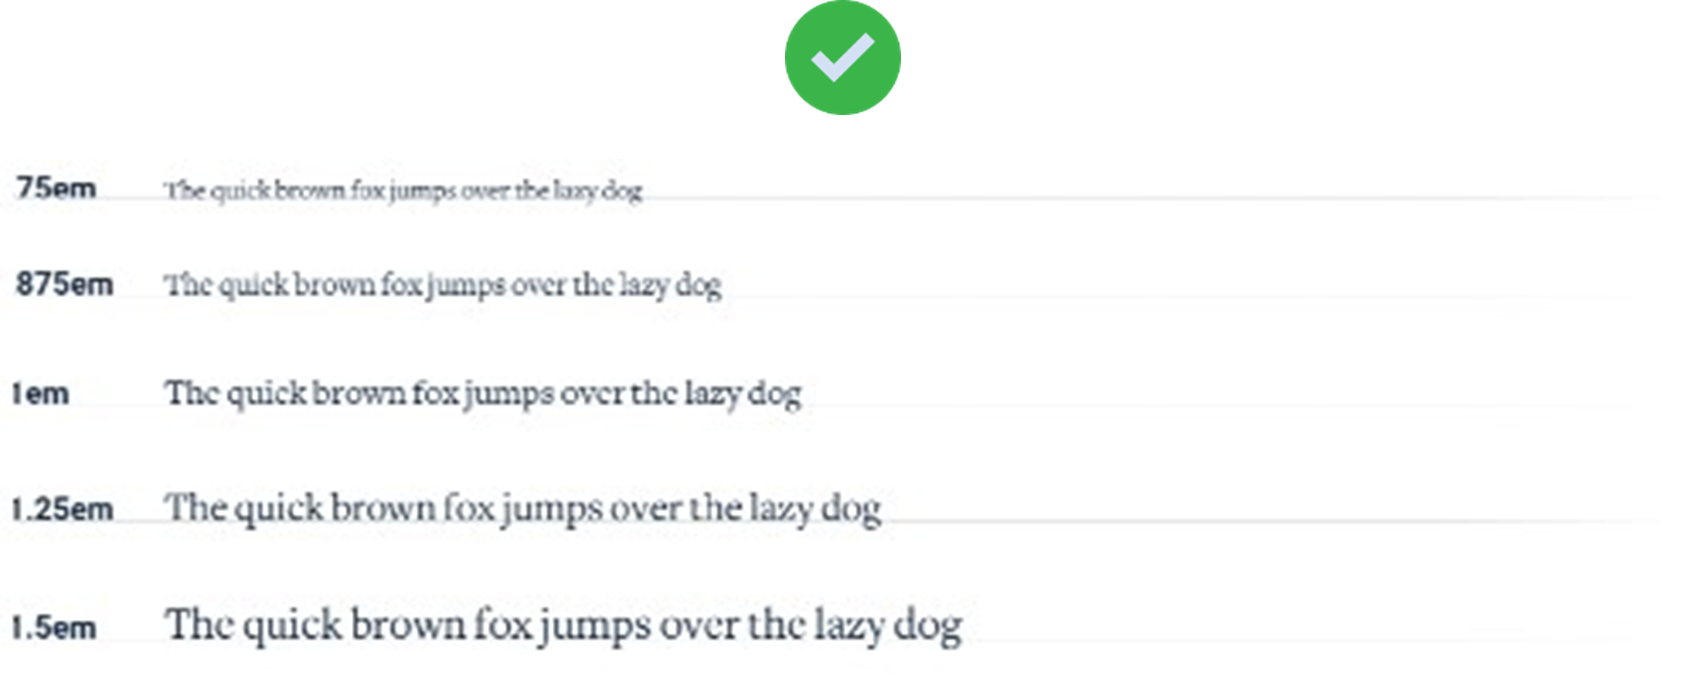 75em The quick brown fox jumps over the lazy dog
875em The quick brown fox jumps over the lazy dog
1em The quick brown fox jumps over the lazy dog
1.25em The quick brown fox jumps over the lazy dog
1.5em The quick brown fox jumps over the lazy dog